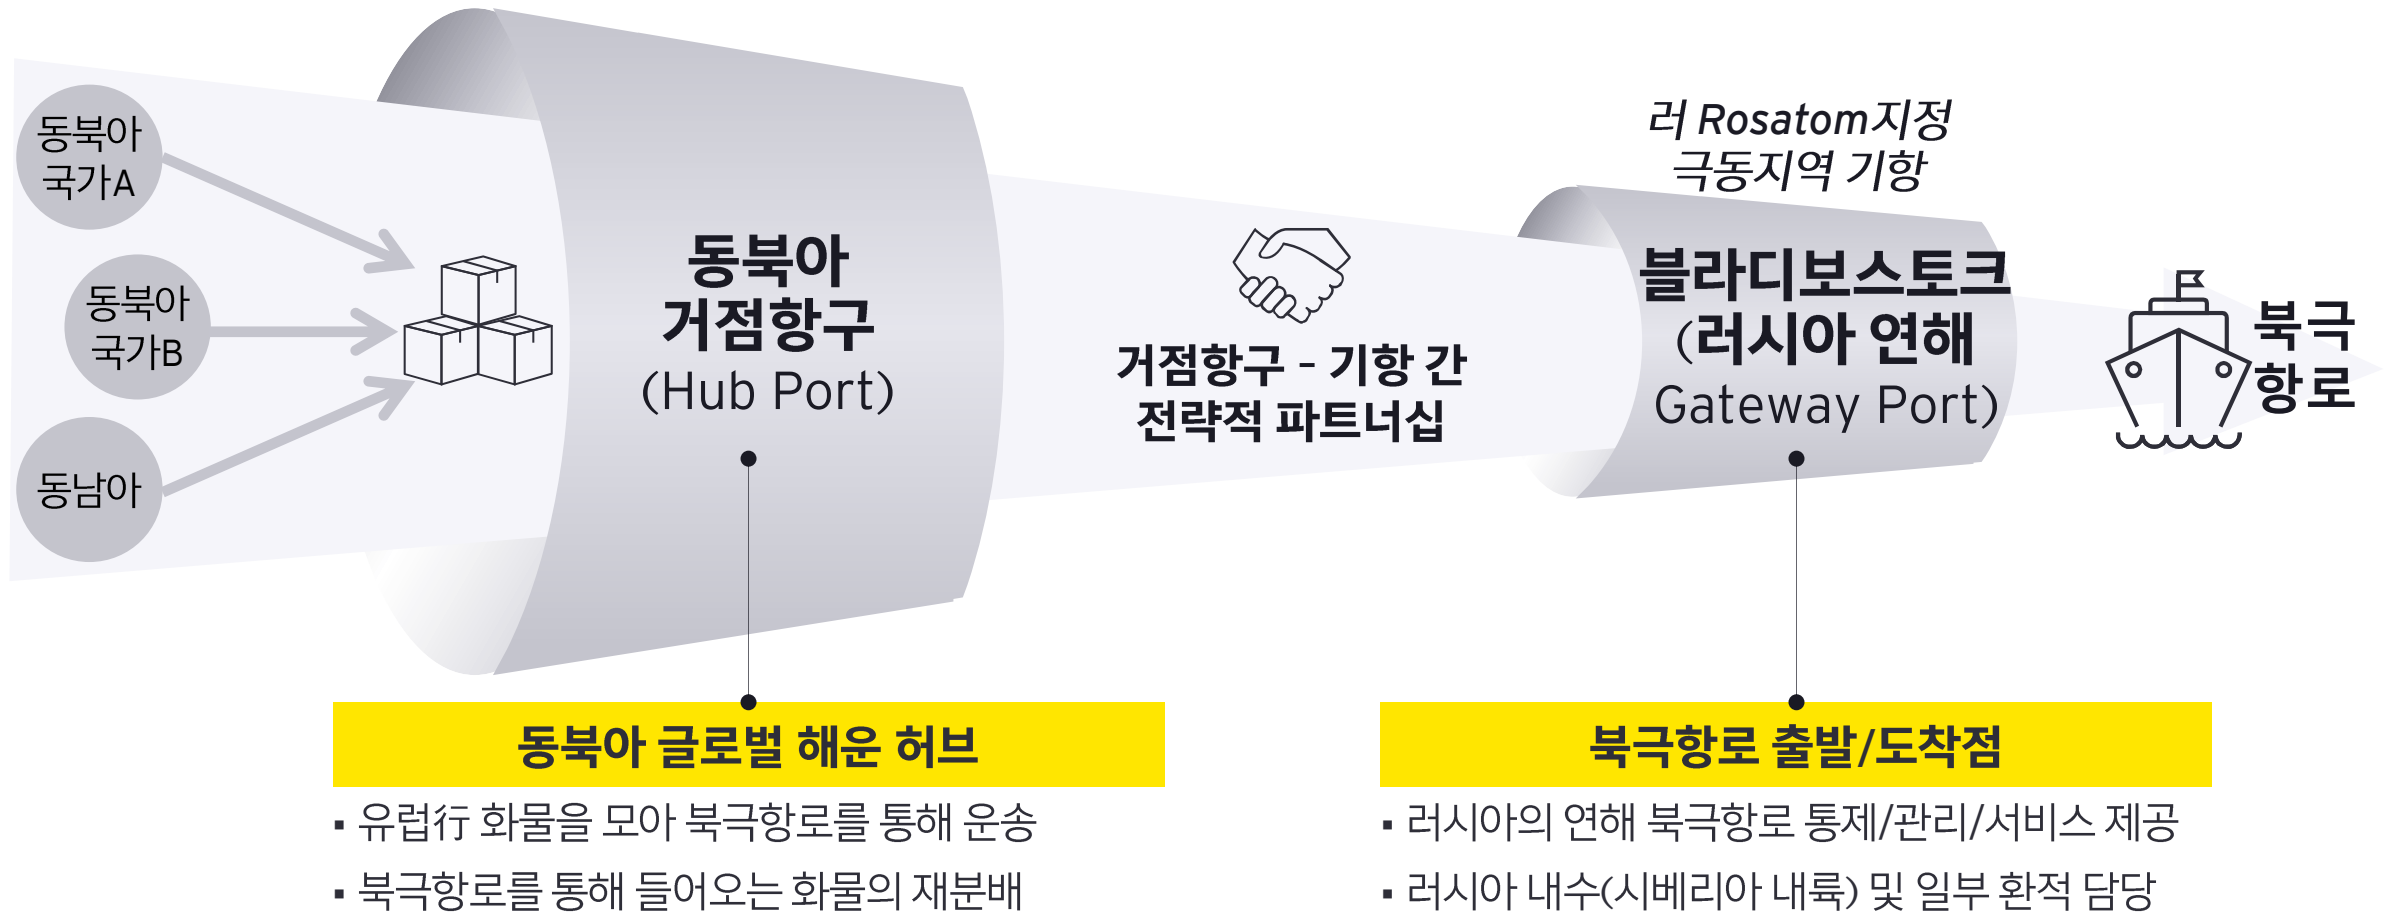 동북아
국가A
동북아
국가B
동남아
동북아
거점항구
(Hub Port)
거점항구 - 기항 간
전략적 파트너십
러 Rosatom지정
극동지역 기항
블라디보스토크
(러시아 연해
Gateway Port)
북극
항로
동북아 글로벌 해운 허브
▪ 유럽行 화물을 모아 북극항로를 통해 운송
▪ 북극항로를 통해 들어오는 화물의 재분배
북극항로 출발/도착점
▪ 러시아의 연해 북극항로 통제/관리/서비스 제공
▪ 러시아 내수(시베리아 내륙) 및 일부 환적 담당